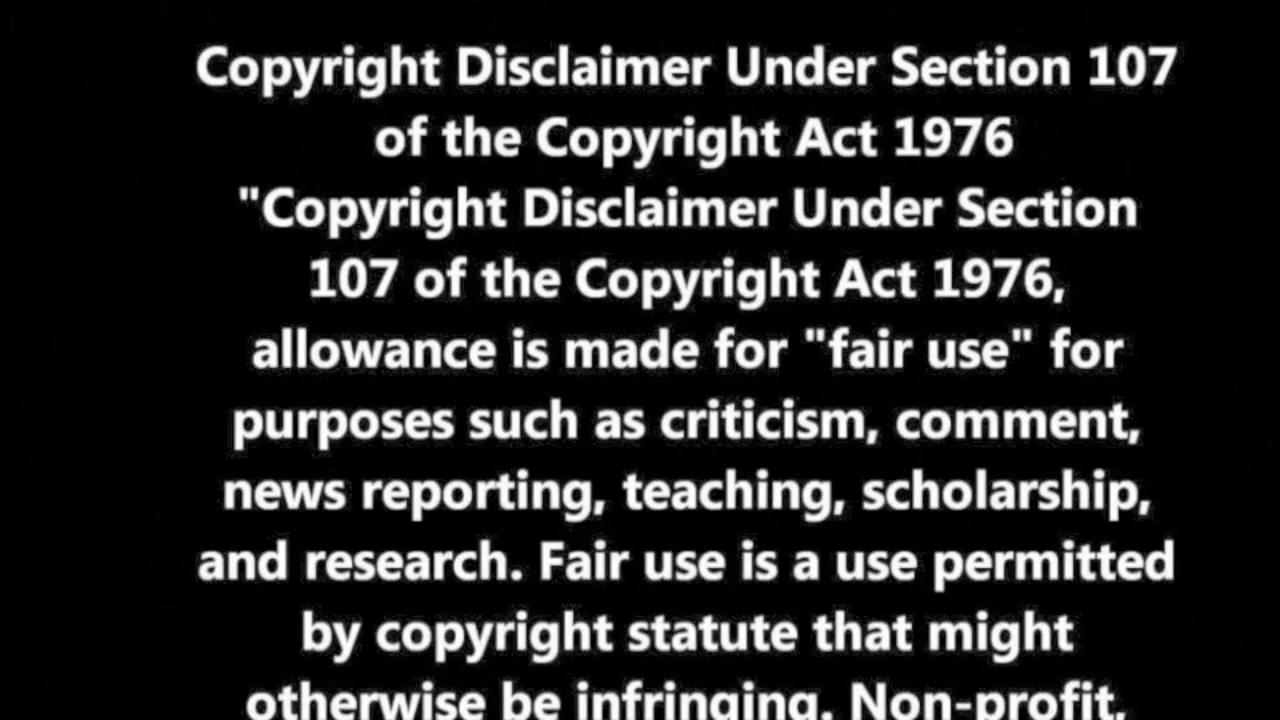 Copyright Disclaimer Under Section 107
of the Copyright Act 1976
"Copyright Disclaimer Under Section
107 of the Copyright Act 1976,
allowance is made for "fair use" for
purposes such as criticism, comment,
news reporting, teaching, scholarship,
and research. Fair use is a use permitted
by copyright statute that might
otherwise be infringing. Non-profit,